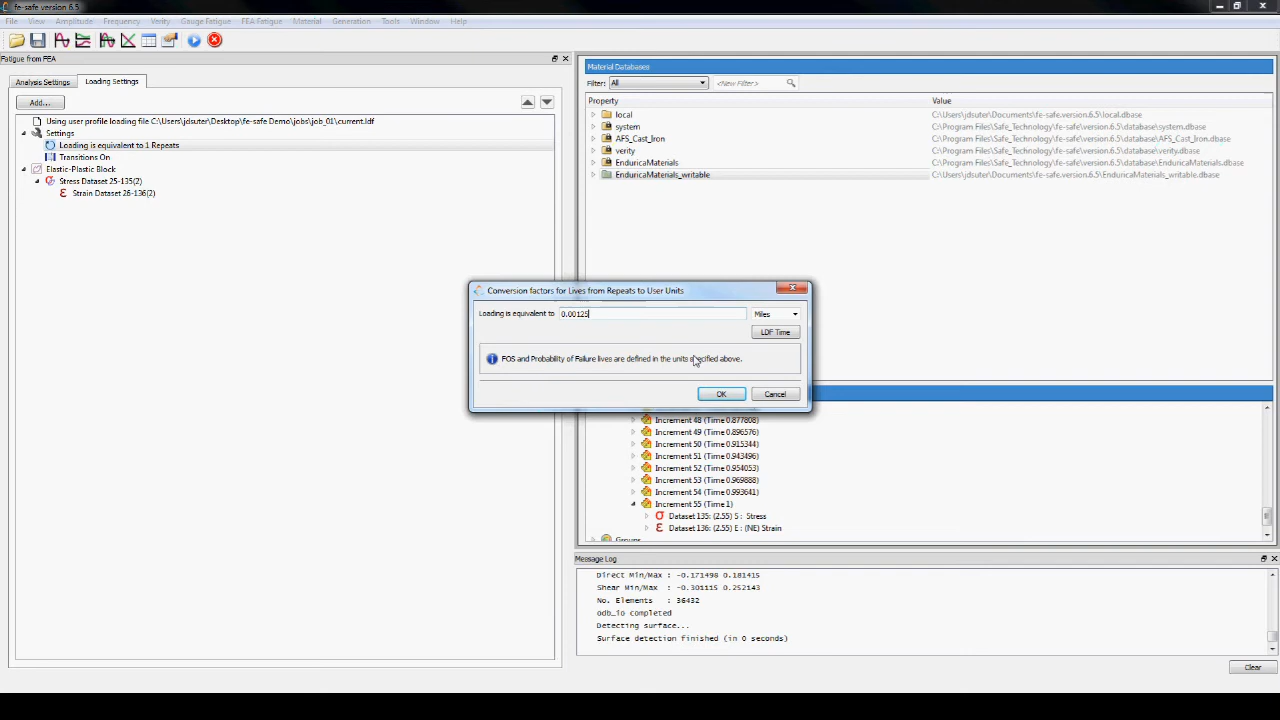 fe-safe version 6.5
File View Amplitude Frequency Verity Gauge Fatigue FEA Fatigue Material Generation Tools Window Help
Fatigue from FEA
Analysis Settings Loading Settings
Add...
Using user profile loading file C:\Users\jdsuter\Desktop\fe-safe Demo\jobs\job_01\current.ldf
Settings
Loading is equivalent to 1 Repeats
Transitions On
Elastic-Plastic Block
Stress Dataset 25-135(2)
Strain Dataset 26-136(2)
Material Databases
Filter: All <New Filter>
Property Value
local C:\Users\jdsuter\Documents\fe-safe.version.6.5\local.dbase
system C:\Program Files\Safe_Technology\fe-safe.version.6.5\database\system.dbase
AFS_Cast_Iron C:\Program Files\Safe_Technology\fe-safe.version.6.5\database\AFS_Cast_Iron.dbase
verity C:\Program Files\Safe_Technology\fe-safe.version.6.5\database\verity.dbase
EnduricaMaterials C:\Program Files\Safe_Technology\fe-safe.version.6.5\database\EnduricaMaterials.dbase
EnduricaMaterials_writable C:\Users\jdsuter\Documents\fe-safe.version.6.5\EnduricaMaterials_writable.dbase
Conversion factors for Lives from Repeats to User Units
Loading is equivalent to 0.00125 Miles
LDF Time
FOS and Probability of Failure lives are defined in the units specified above.
OK Cancel
Increment 48 (Time 0.877808)
Increment 49 (Time 0.896576)
Increment 50 (Time 0.915344)
Increment 51 (Time 0.943496)
Increment 52 (Time 0.954053)
Increment 53 (Time 0.969888)
Increment 54 (Time 0.993641)
Increment 55 (Time 1)
Dataset 135: (2.55) S : Stress
Dataset 136: (2.55) E : (NE) Strain
Groups
Message Log
Direct Min/Max : -0.171498 0.181415
Shear Min/Max : -0.301115 0.252143
No. Elements : 36432
odb_io completed
Detecting surface...
Surface detection finished (in 0 seconds)
Clear